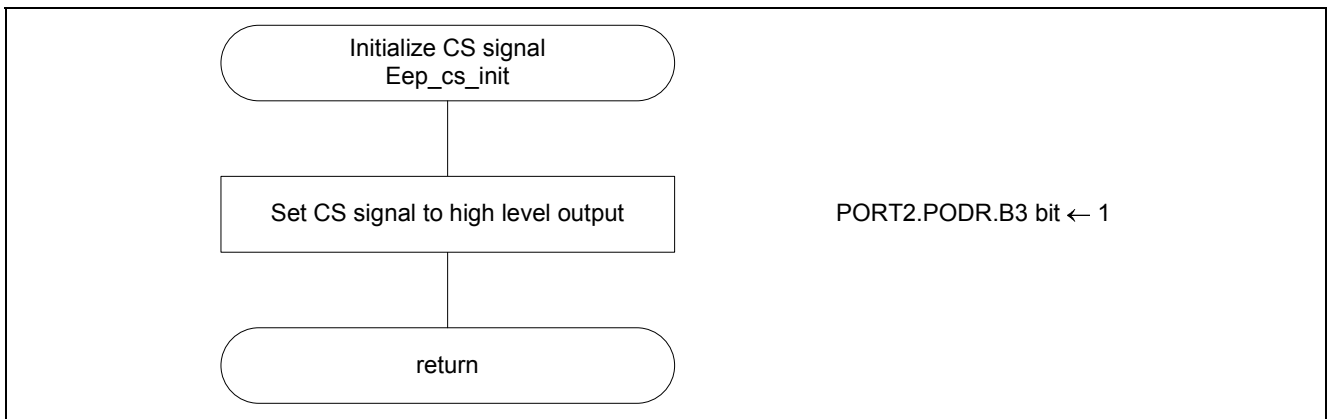 Initialize CS signal
Eep_cs_init
Set CS signal to high level output
PORT2.PODR.B3 bit ← 1
return